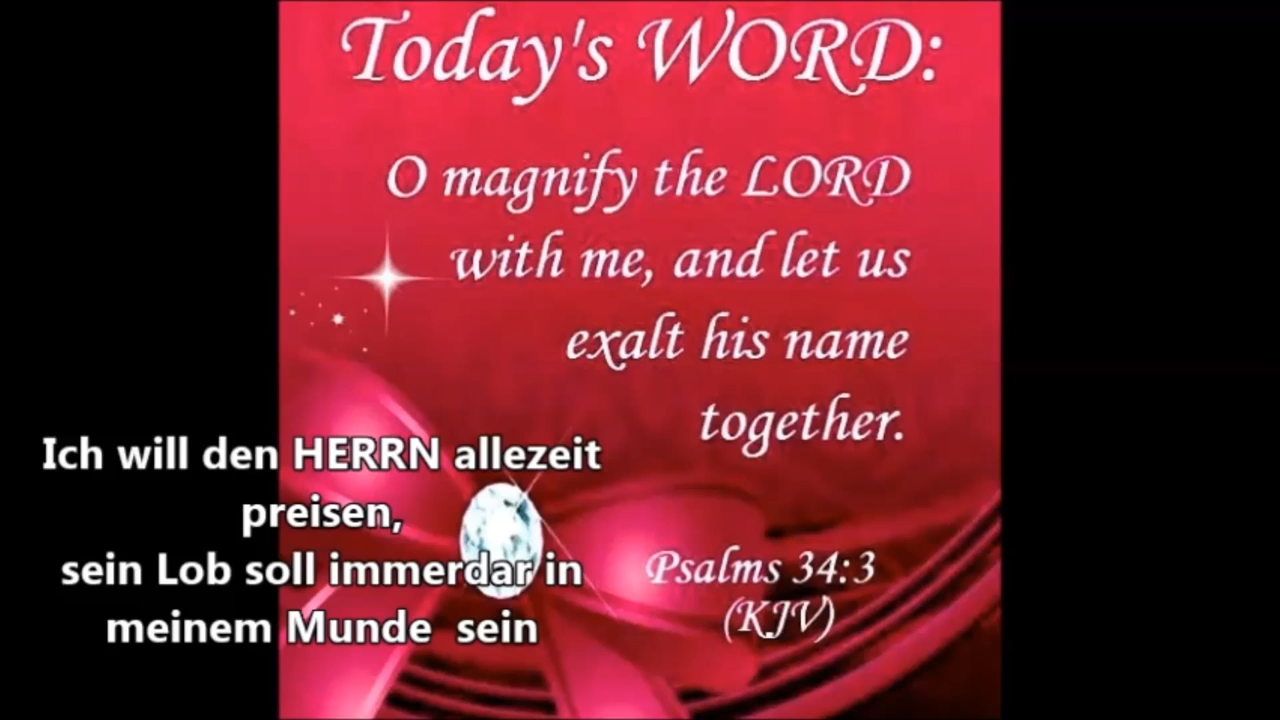 Today's WORD:
O magnify the LORD
with me, and let us
exalt his name
together.
Psalms 34:3
(KJV)
Ich will den HERRN allezeit
preisen,
sein Lob soll immerdar in
meinem Munde  sein